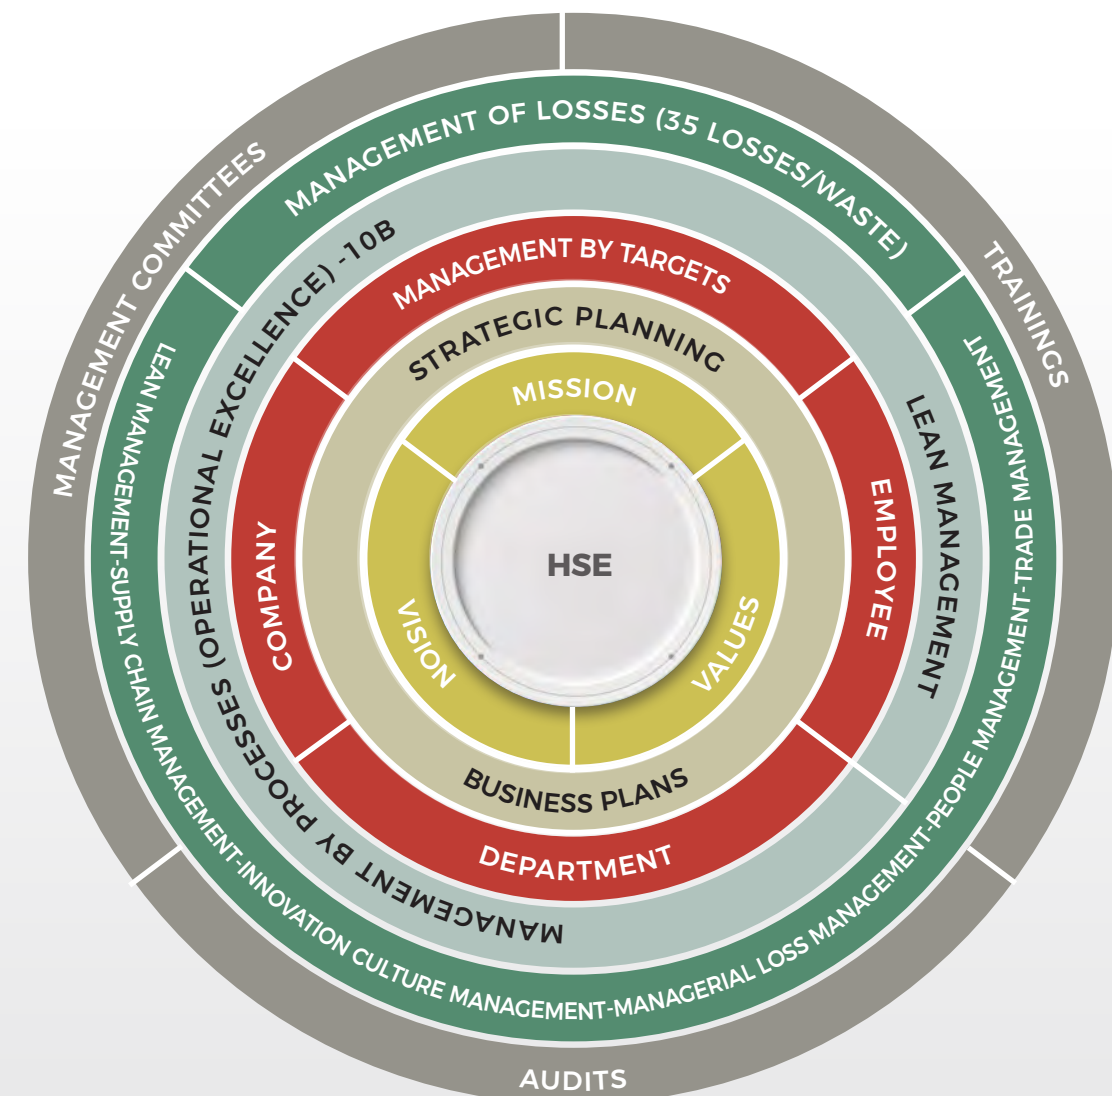 MANAGEMENT COMMITTEES
TRAININGS
AUDITS
MANAGEMENT OF LOSSES (35 LOSSES/WASTE)
LEAN MANAGEMENT-SUPPLY CHAIN MANAGEMENT-INNOVATION CULTURE MANAGEMENT-MANAGERIAL LOSS MANAGEMENT-PEOPLE MANAGEMENT-TRADE MANAGEMENT
MANAGEMENT BY PROCESSES (OPERATIONAL EXCELLENCE) -10B
LEAN MANAGEMENT
MANAGEMENT BY TARGETS
COMPANY
EMPLOYEE
DEPARTMENT
STRATEGIC PLANNING
BUSINESS PLANS
MISSION
VISION
VALUES
HSE